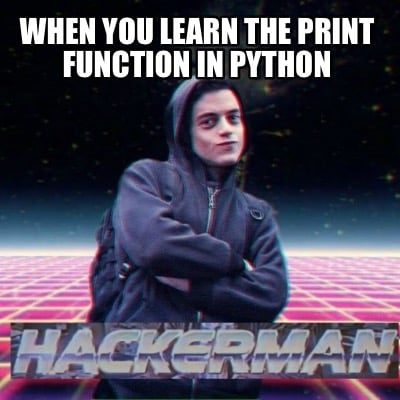 WHEN YOU LEARN THE PRINT
FUNCTION IN PYTHON
HACKERMAN